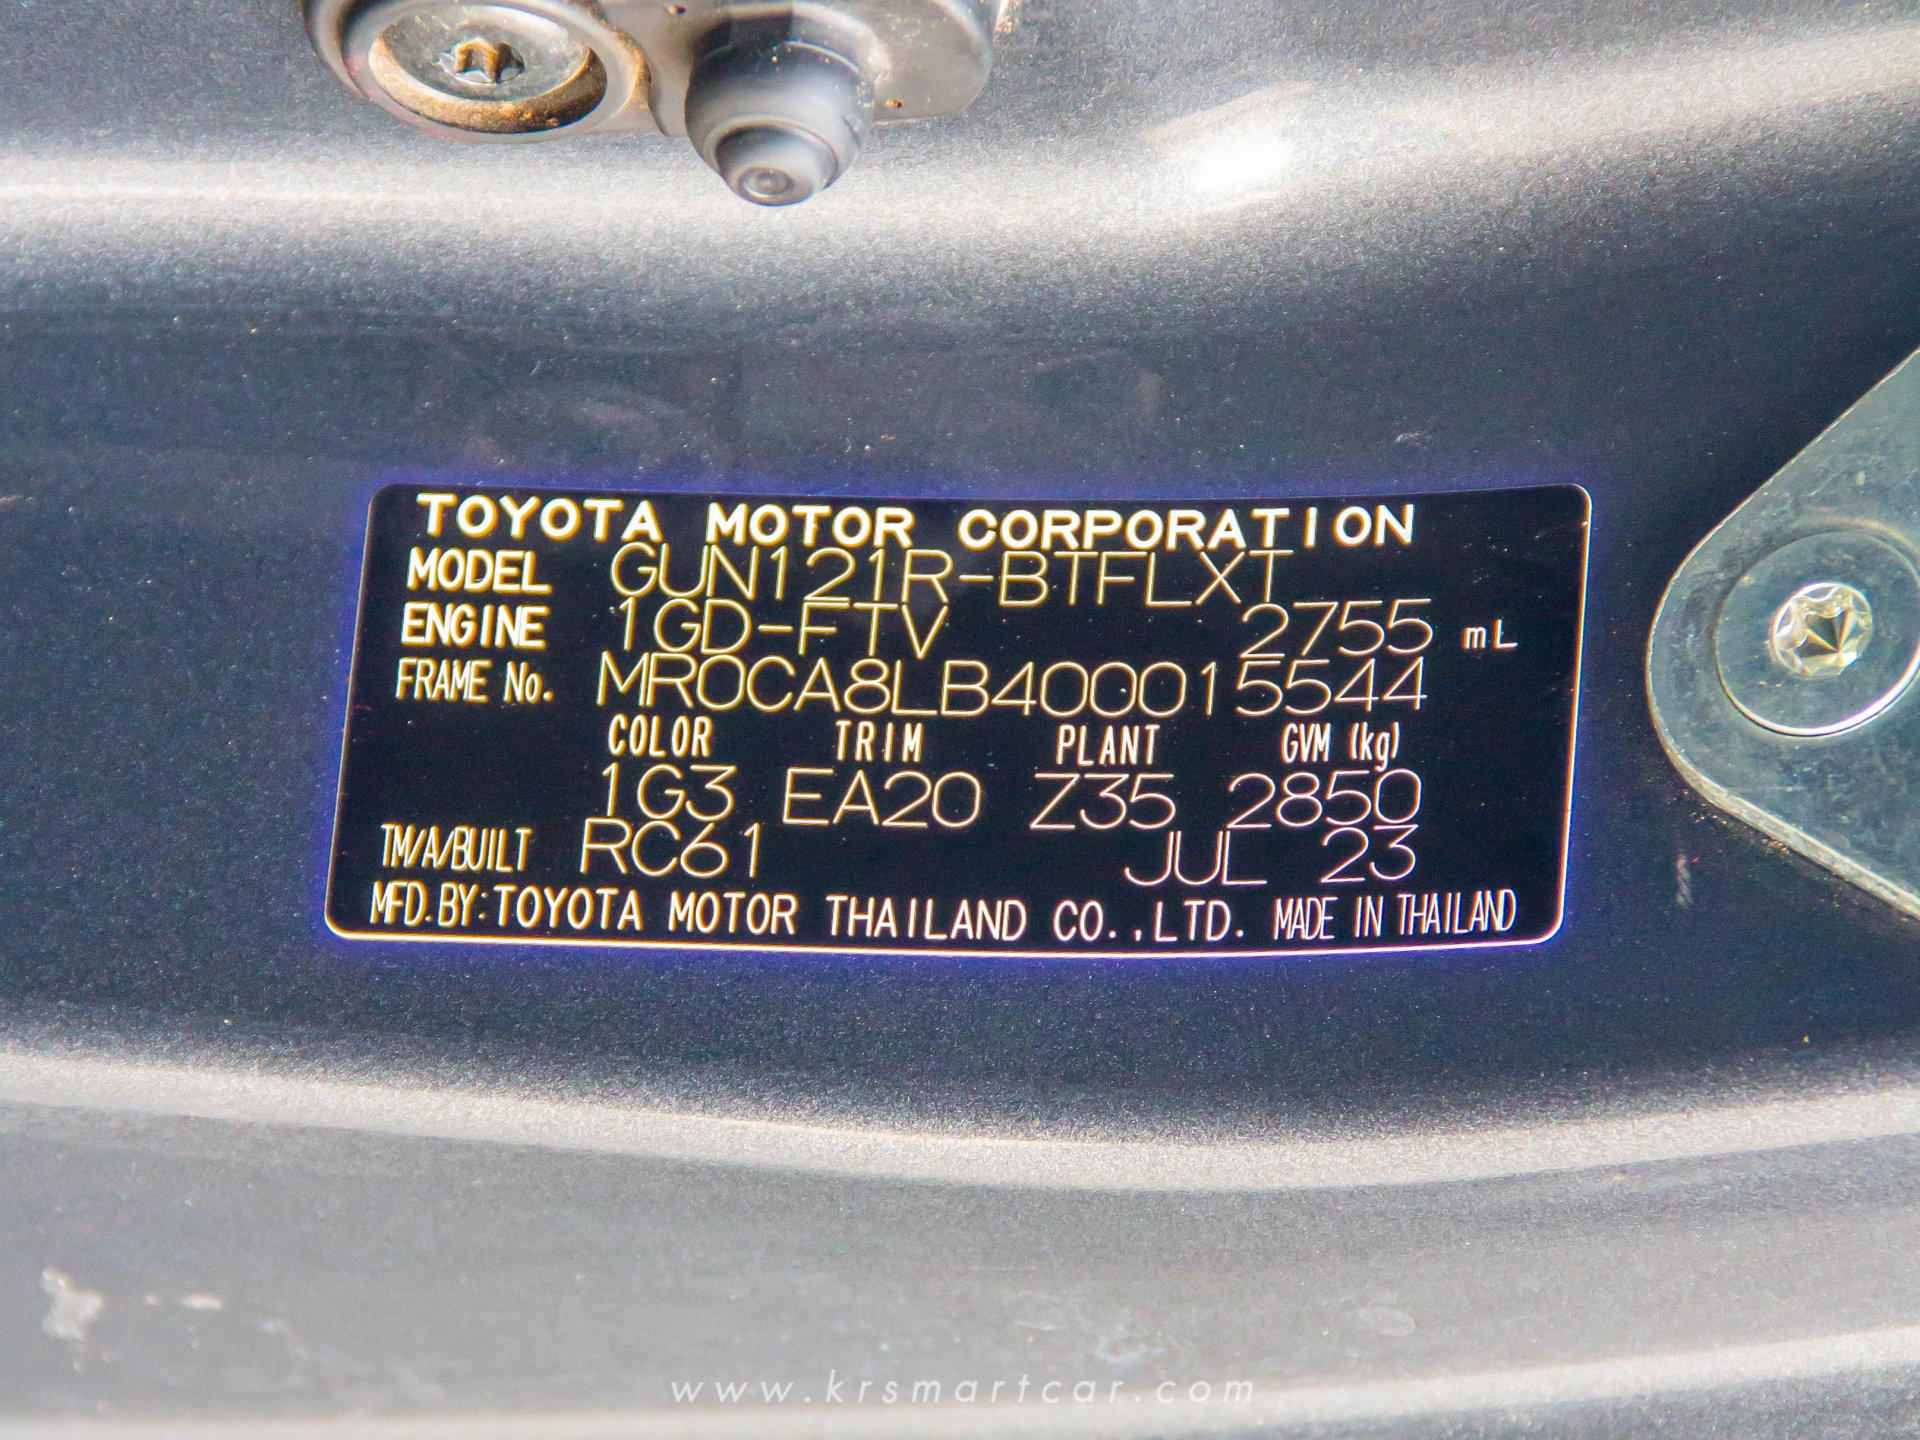 TOYOTA MOTOR CORPORATION
MODEL GUN121R-BTFLXT
ENGINE 1GD-FTV 2755 mL
FRAME No. MR0CA8LB400015544
COLOR TRIM PLANT GVM (kg)
1G3 EA20 Z35 2850
TM/A/BUILT RC61 JUL 23
MFD.BY:TOYOTA MOTOR THAILAND CO.,LTD. MADE IN THAILAND
www.krsmartcar.com